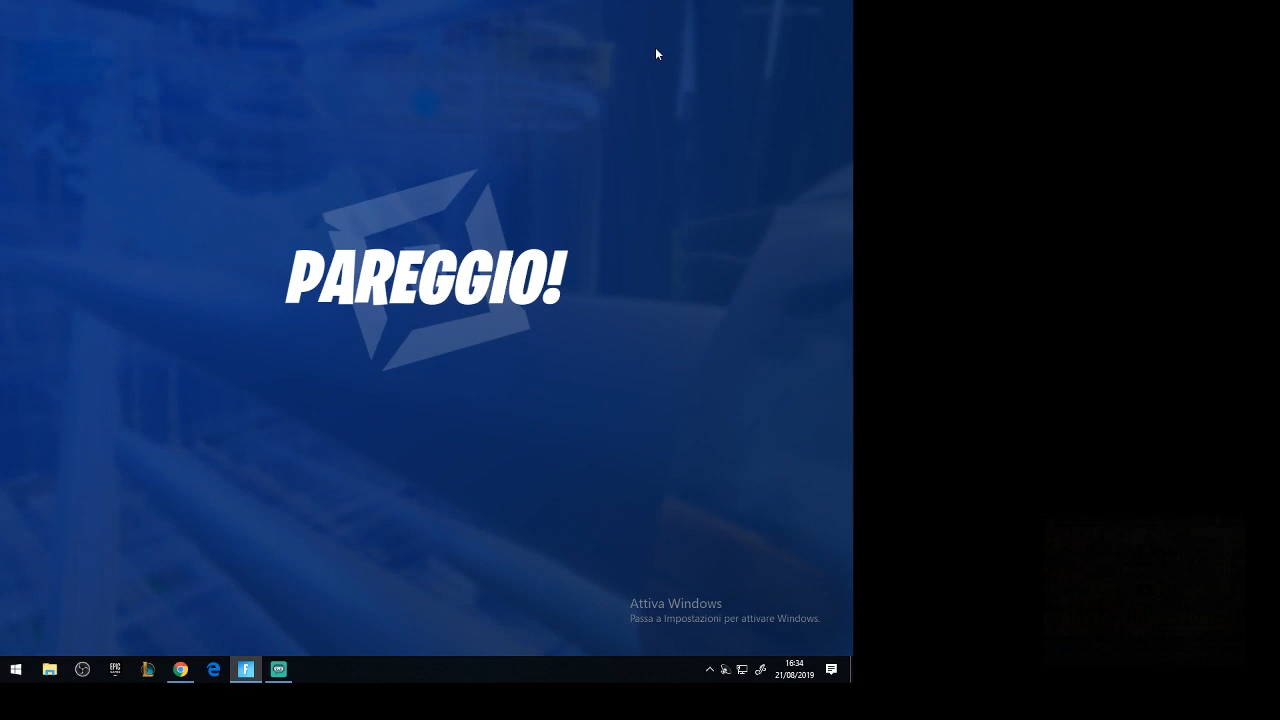 PAREGGIO!
Attiva Windows
Passa a Impostazioni per attivare Windows.
EPIC
F
16:34
21/08/2019